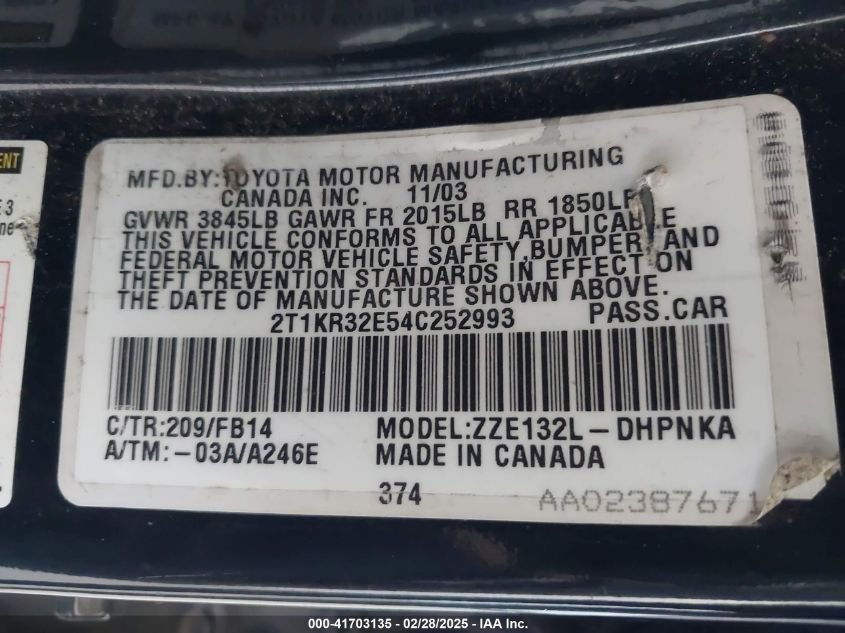 ENT
E 3
ne
MFD.BY:TOYOTA MOTOR MANUFACTURING
CANADA INC. 11/03
GVWR 3845LB GAWR FR 2015LB RR 1850LB
THIS VEHICLE CONFORMS TO ALL APPLICABLE
FEDERAL MOTOR VEHICLE SAFETY,BUMPER, AND
THEFT PREVENTION STANDARDS IN EFFECT ON
THE DATE OF MANUFACTURE SHOWN ABOVE.
2T1KR32E54C252993 PASS.CAR
C/TR:209/FB14 MODEL:ZZE132L-DHPNKA
A/TM:-03A/A246E MADE IN CANADA
374 AA02387671
000-41703135 - 02/28/2025 - IAA Inc.